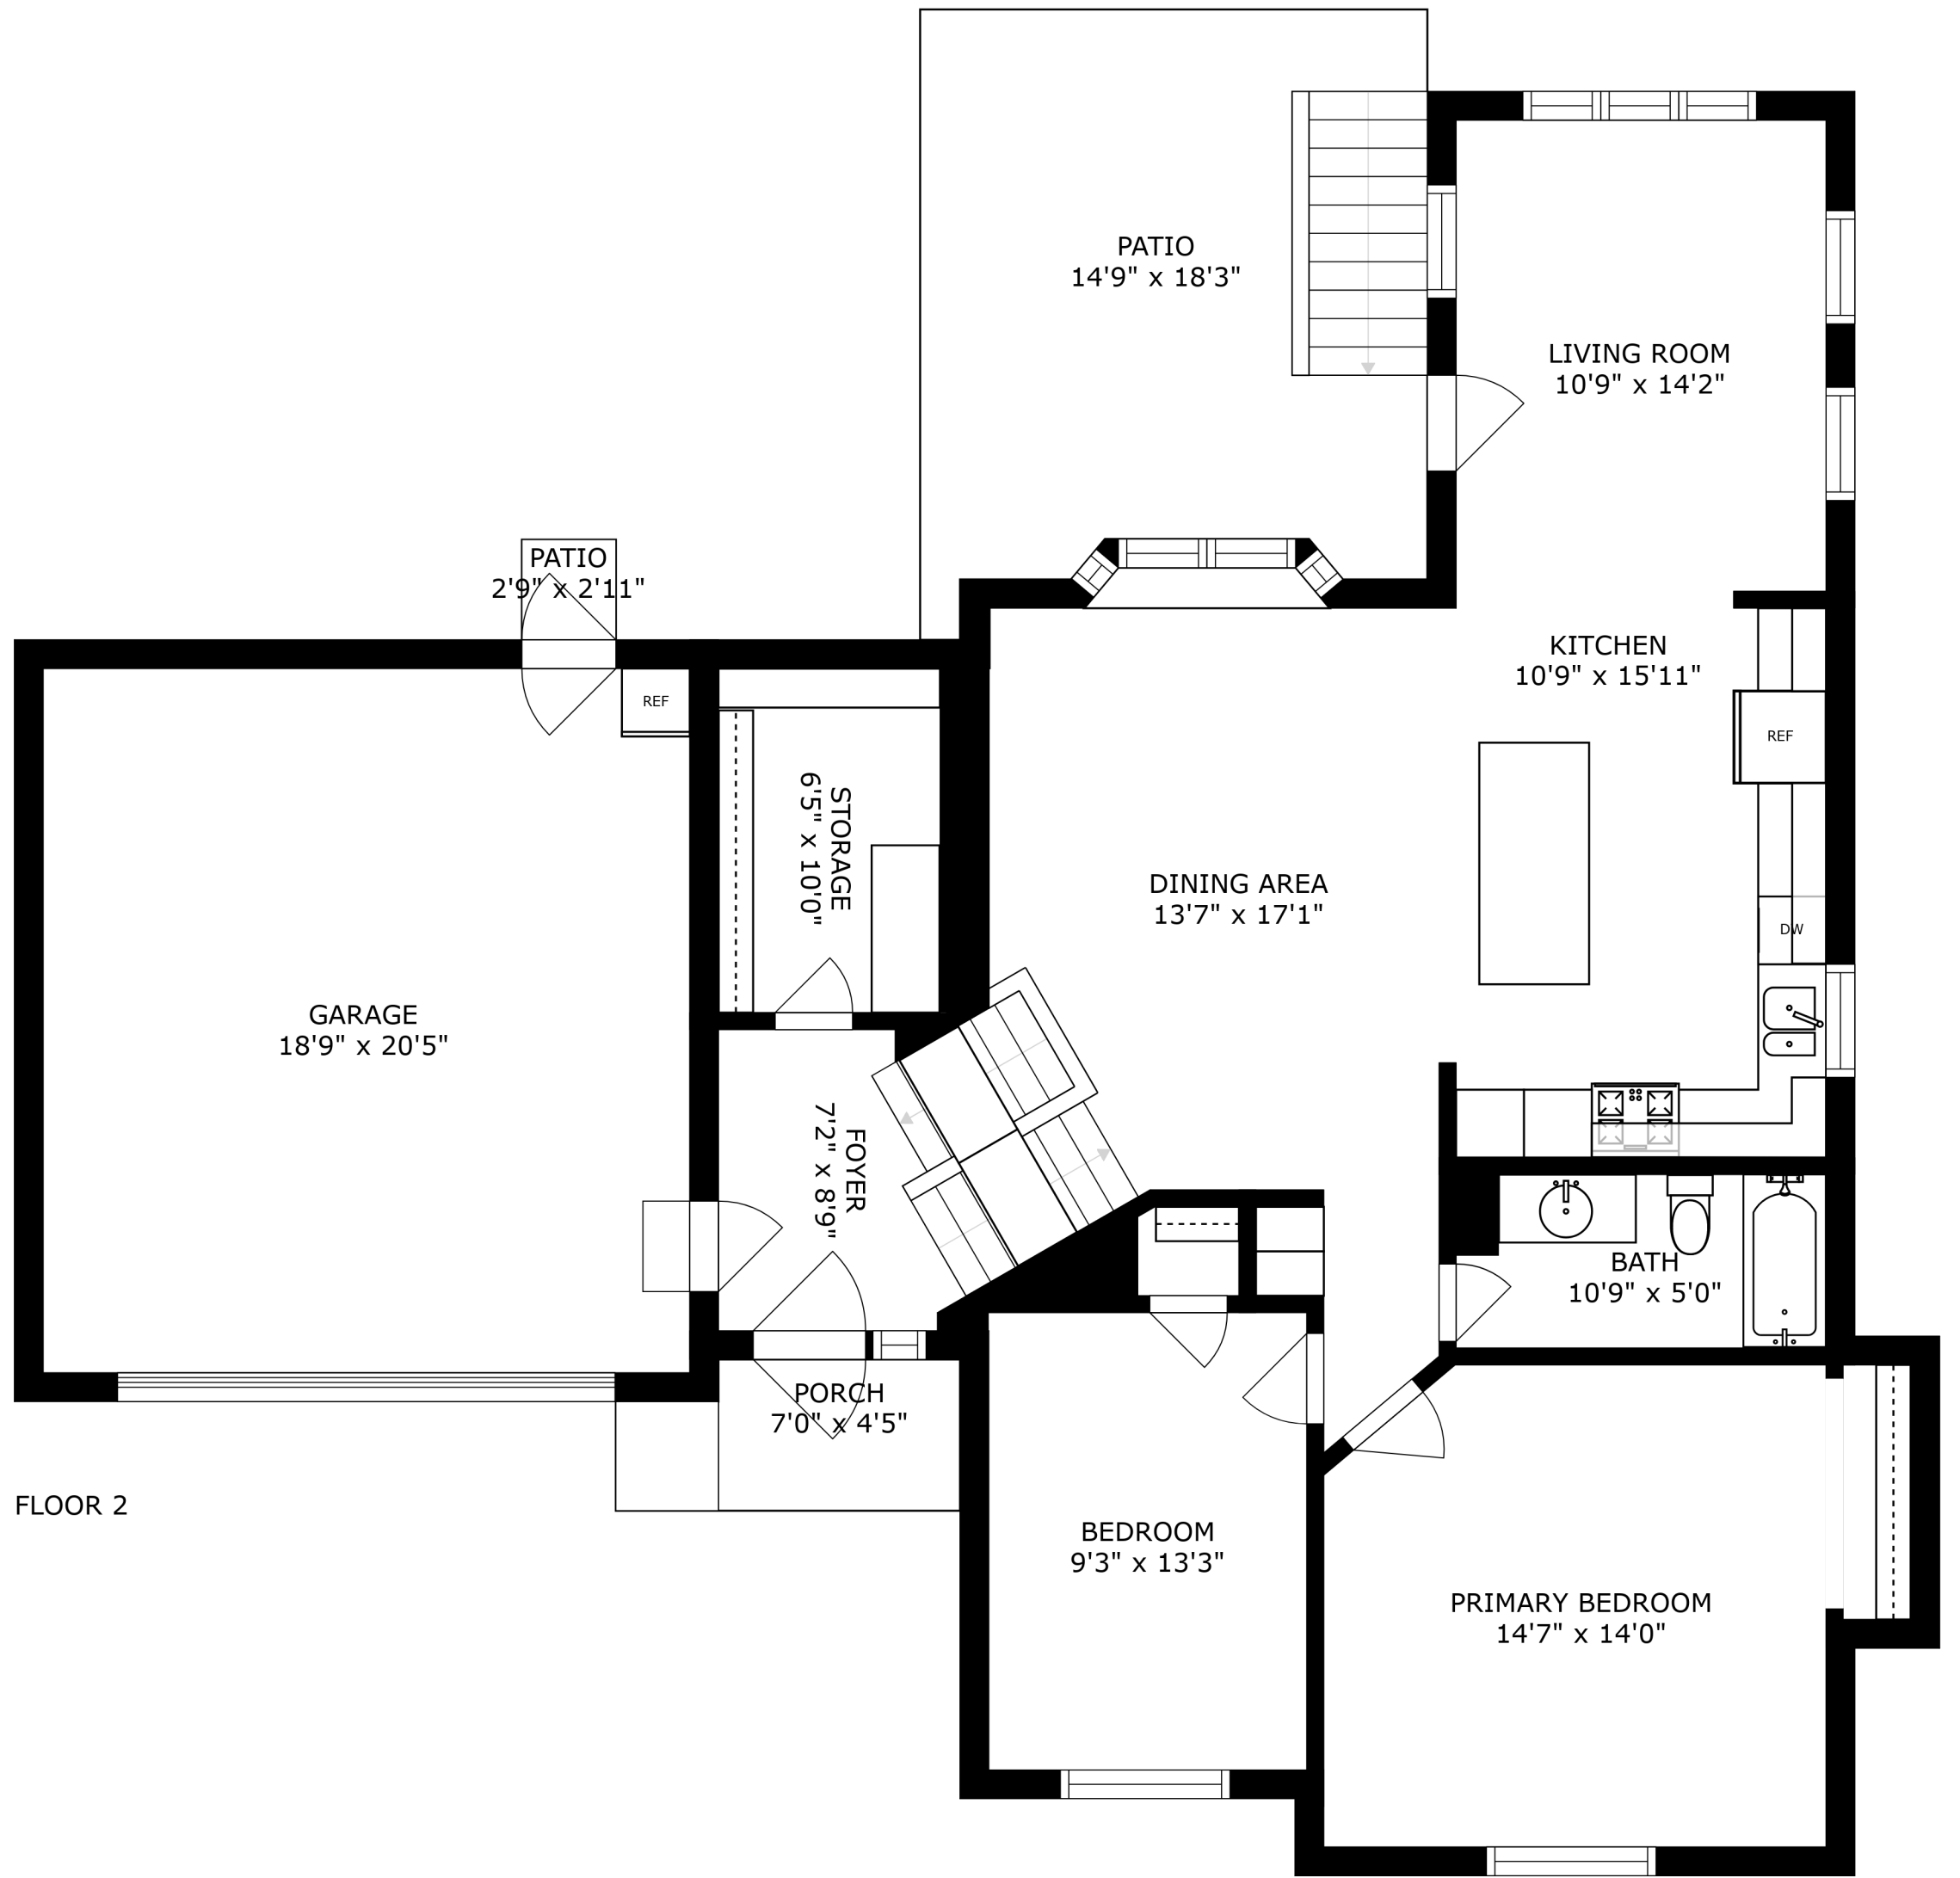 PATIO
14'9" x 18'3"
LIVING ROOM
10'9" x 14'2"
PATIO
2'9" x 2'11"
KITCHEN
10'9" x 15'11"
REF
REF
STORAGE
6'5" x 10'0"
DINING AREA
13'7" x 17'1"
DW
GARAGE
18'9" x 20'5"
FOYER
7'2" x 8'9"
BATH
10'9" x 5'0"
PORCH
7'0" x 4'5"
FLOOR 2
BEDROOM
9'3" x 13'3"
PRIMARY BEDROOM
14'7" x 14'0"